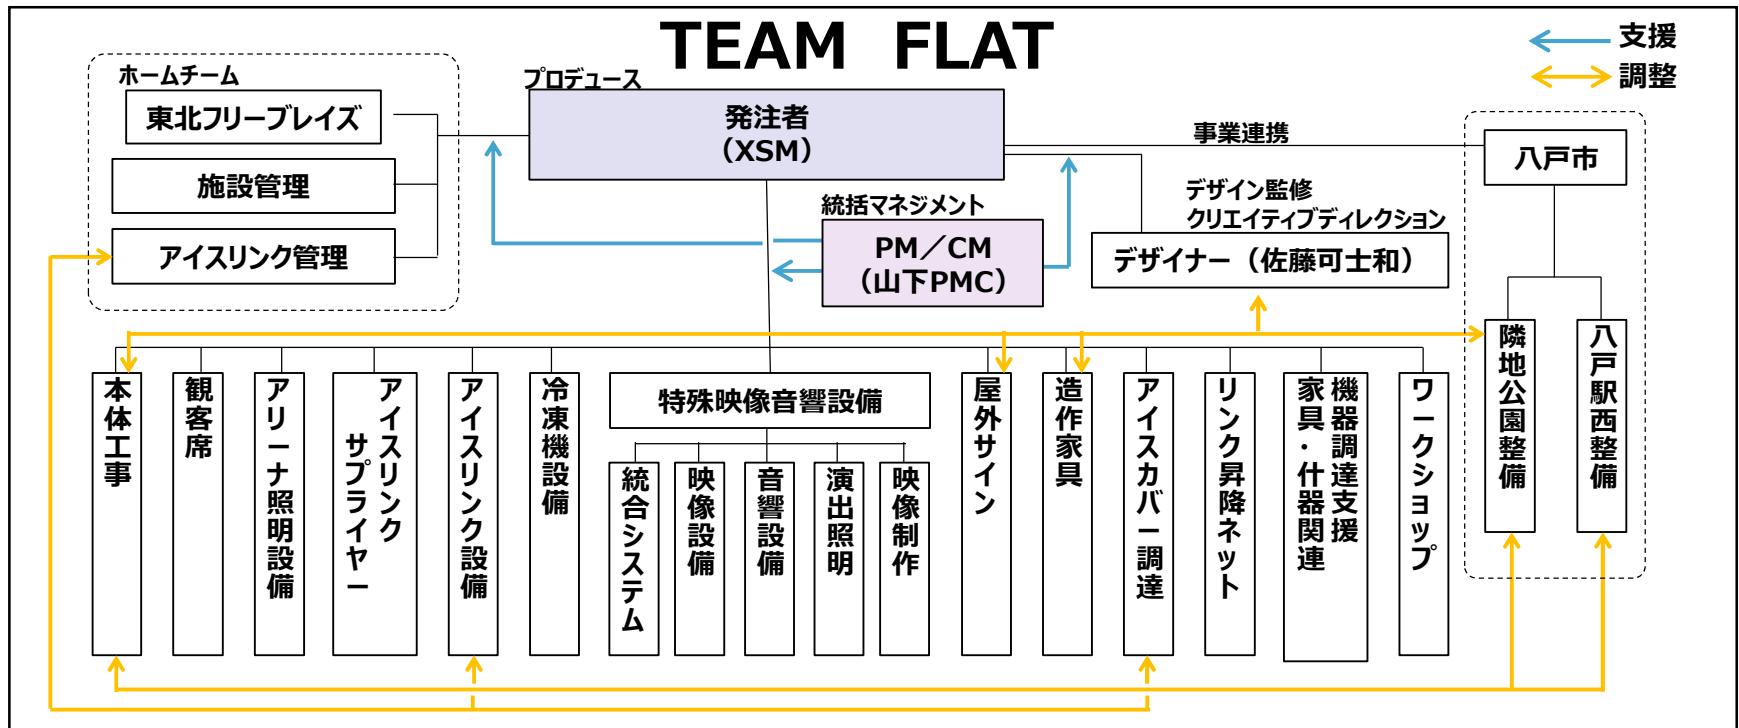 TEAM FLAT
支援
調整
ホームチーム
東北フリーブレイズ
施設管理
アイスリンク管理
プロデュース
発注者
（XSM）
事業連携
八戸市
統括マネジメント
PM／CM
（山下PMC）
デザイン監修
クリエイティブディレクション
デザイナー（佐藤可士和）
本体工事
観客席
アリーナ照明設備
アイスリンク
サプライヤー
アイスリンク設備
冷凍機設備
特殊映像音響設備
統合システム
映像設備
音響設備
演出照明
映像制作
屋外サイン
造作家具
アイスカバー調達
リンク昇降ネット
機器調達支援
家具・什器関連
ワークショップ
隣地公園整備
八戸駅西整備